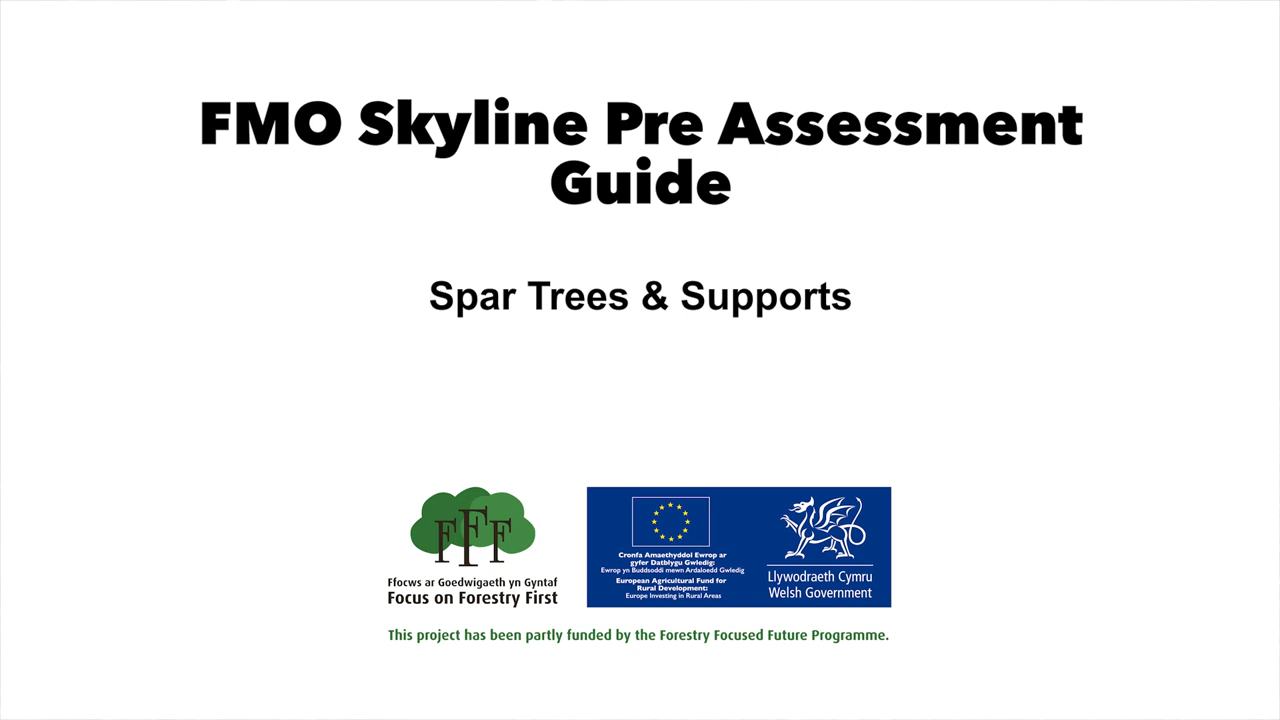 FMO Skyline Pre Assessment
Guide
Spar Trees & Supports
FFF
Ffocws ar Goedwigaeth yn Gyntaf
Focus on Forestry First
Cronfa Amaethyddol Ewrop ar
gyfer Datblygu Gwledig:
Ewrop yn Buddsoddi mewn Ardaloedd Gwledig
European Agricultural Fund for
Rural Development:
Europe Investing in Rural Areas
Llywodraeth Cymru
Welsh Government
This project has been partly funded by the Forestry Focused Future Programme.